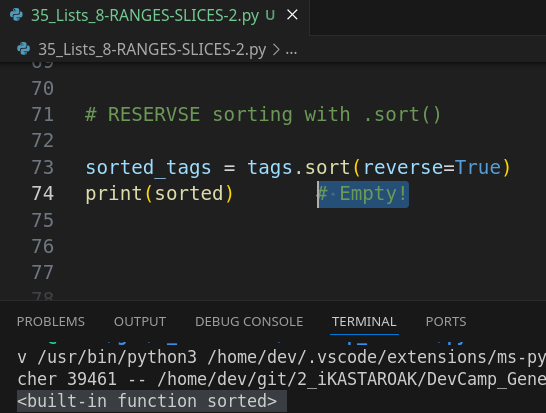 35_Lists_8-RANGES-SLICES-2.py U ×
35_Lists_8-RANGES-SLICES-2.py > ...
69
70
71 # RESERVSE sorting with .sort()
72
73 sorted_tags = tags.sort(reverse=True)
74 print(sorted) # Empty!
75
76
77
78
PROBLEMS OUTPUT DEBUG CONSOLE TERMINAL PORTS
v /usr/bin/python3 /home/dev/.vscode/extensions/ms-py
cher 39461 -- /home/dev/git/2_iKASTAROAK/DevCamp_Gene
<built-in function sorted>